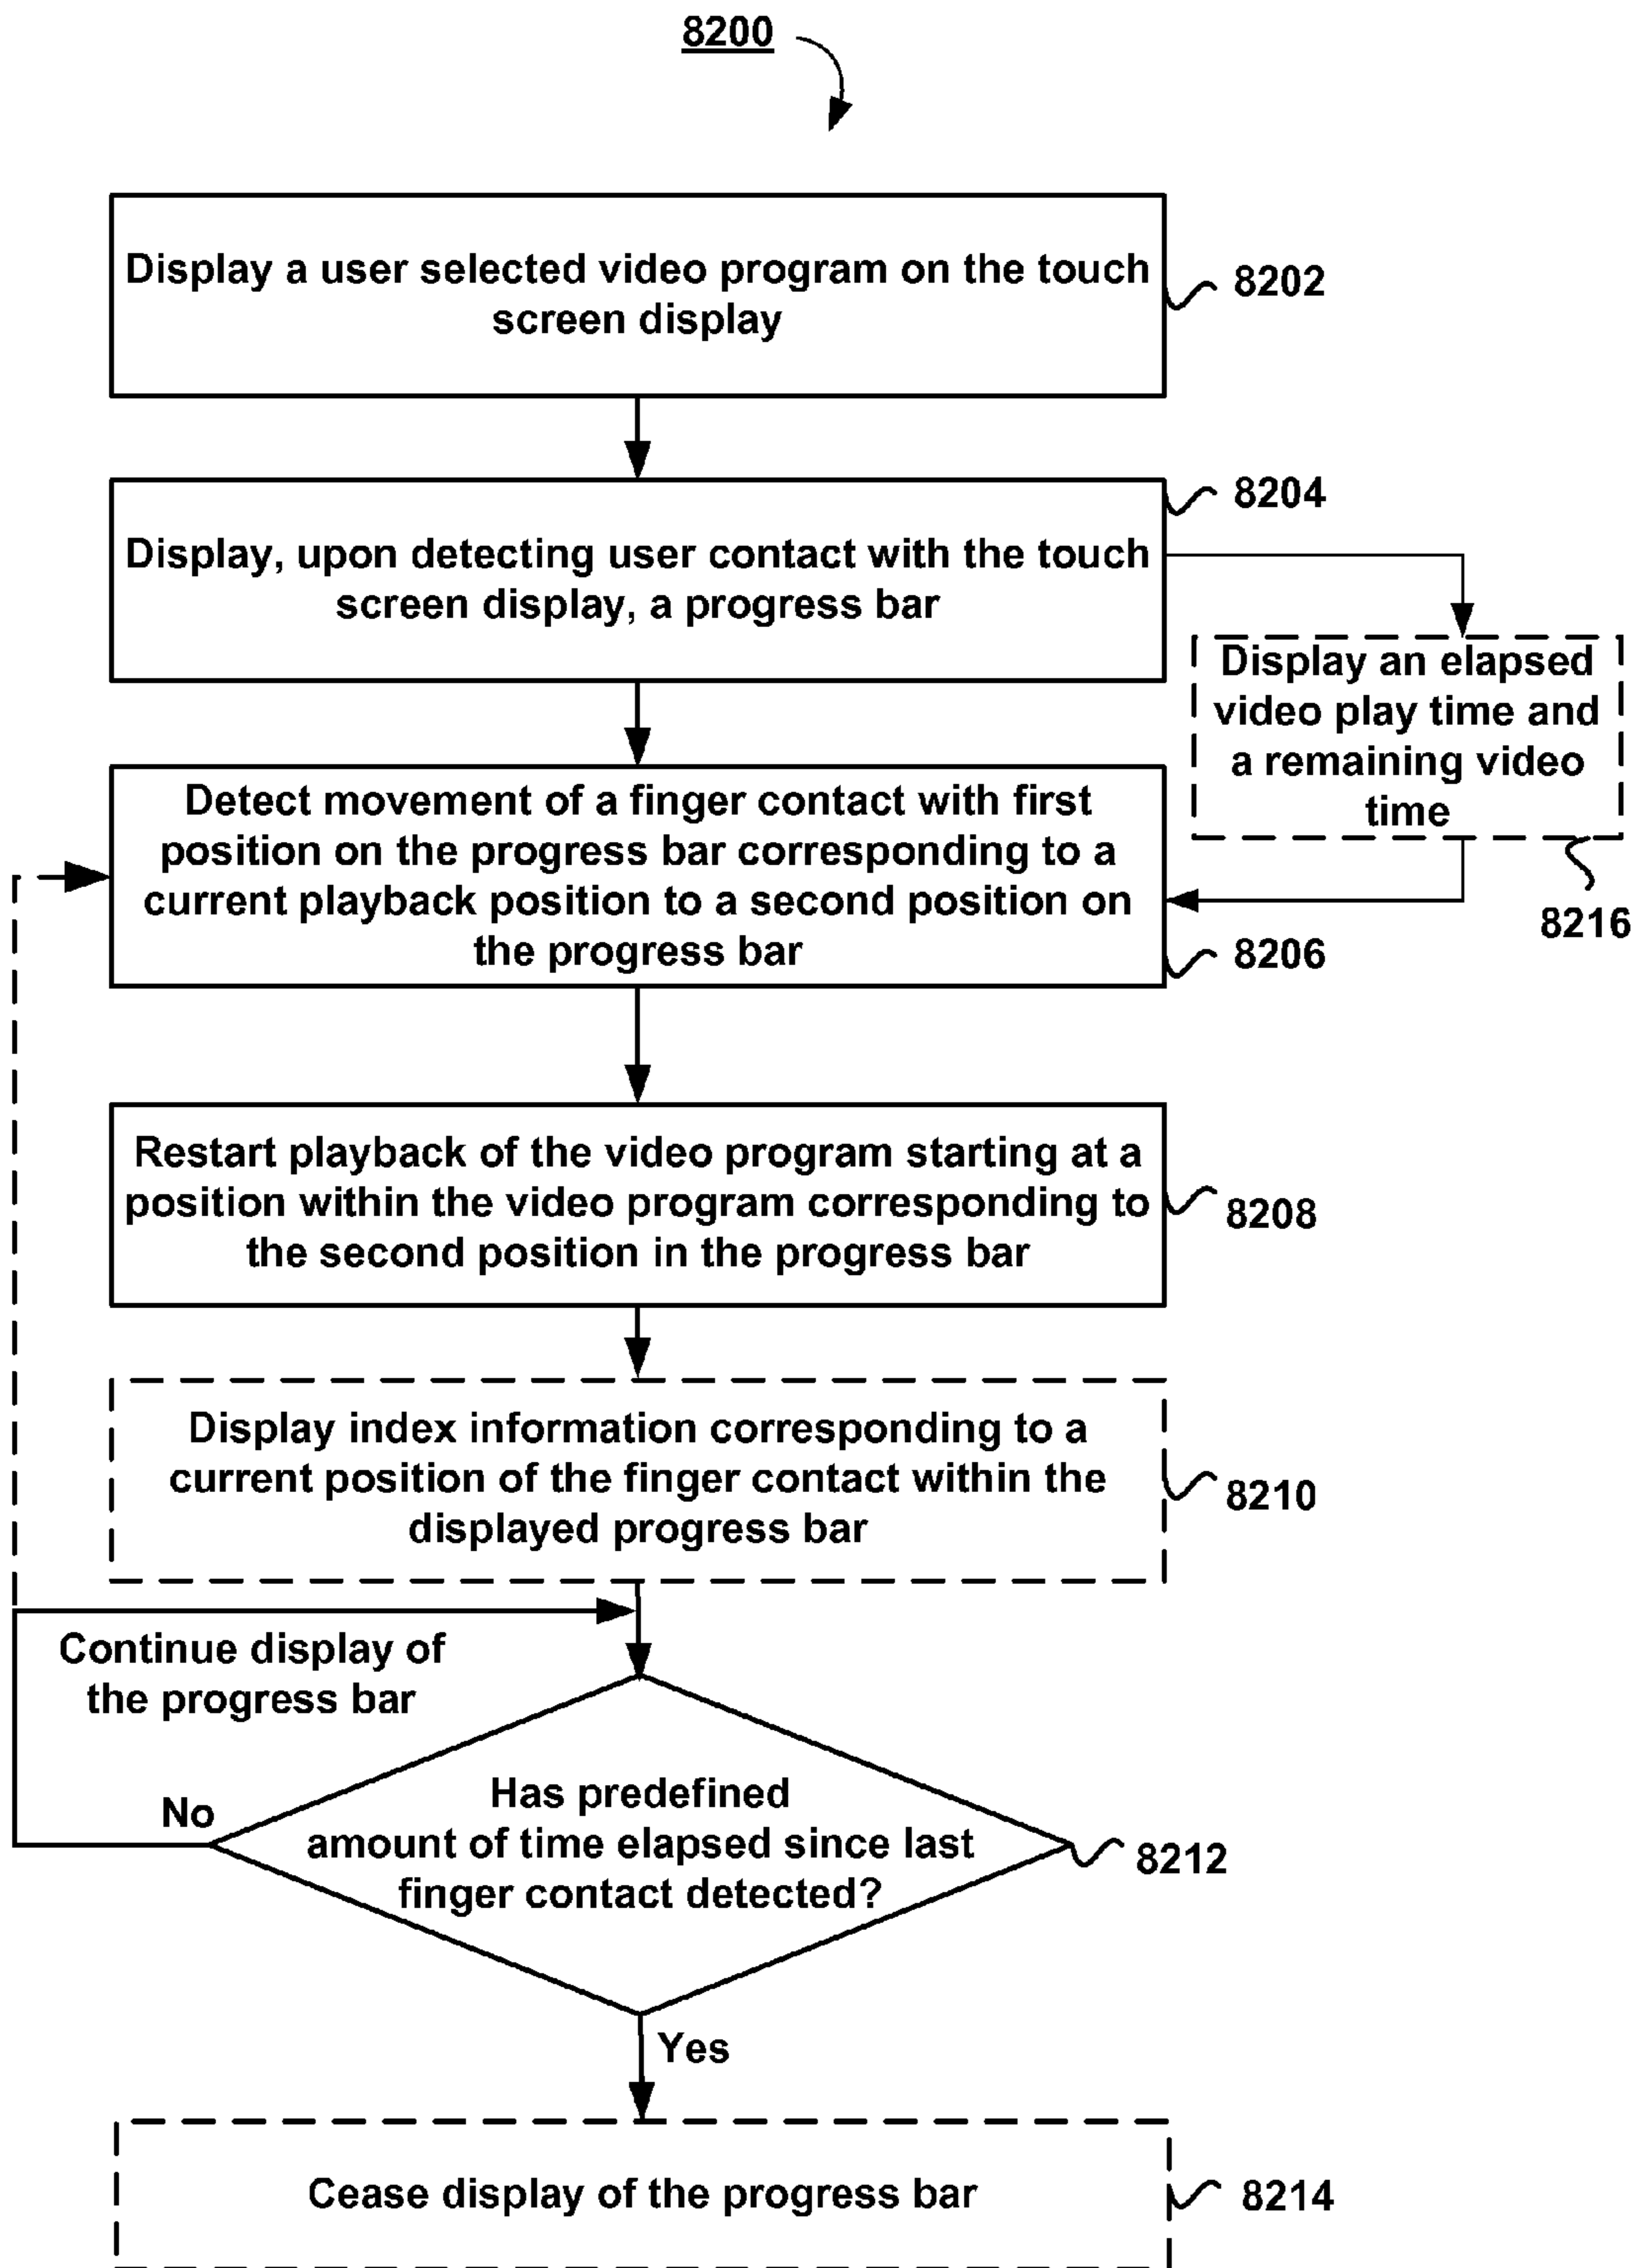 8200
Display a user selected video program on the touch
screen display
8202
8204
Display, upon detecting user contact with the touch
screen display, a progress bar
Display an elapsed
video play time and
a remaining video
time
8216
Detect movement of a finger contact with first
position on the progress bar corresponding to a
current playback position to a second position on
the progress bar
8206
Restart playback of the video program starting at a
position within the video program corresponding to
the second position in the progress bar
8208
Display index information corresponding to a
current position of the finger contact within the
displayed progress bar
8210
Continue display of
the progress bar
No
Has predefined
amount of time elapsed since last
finger contact detected?
8212
Yes
Cease display of the progress bar
8214